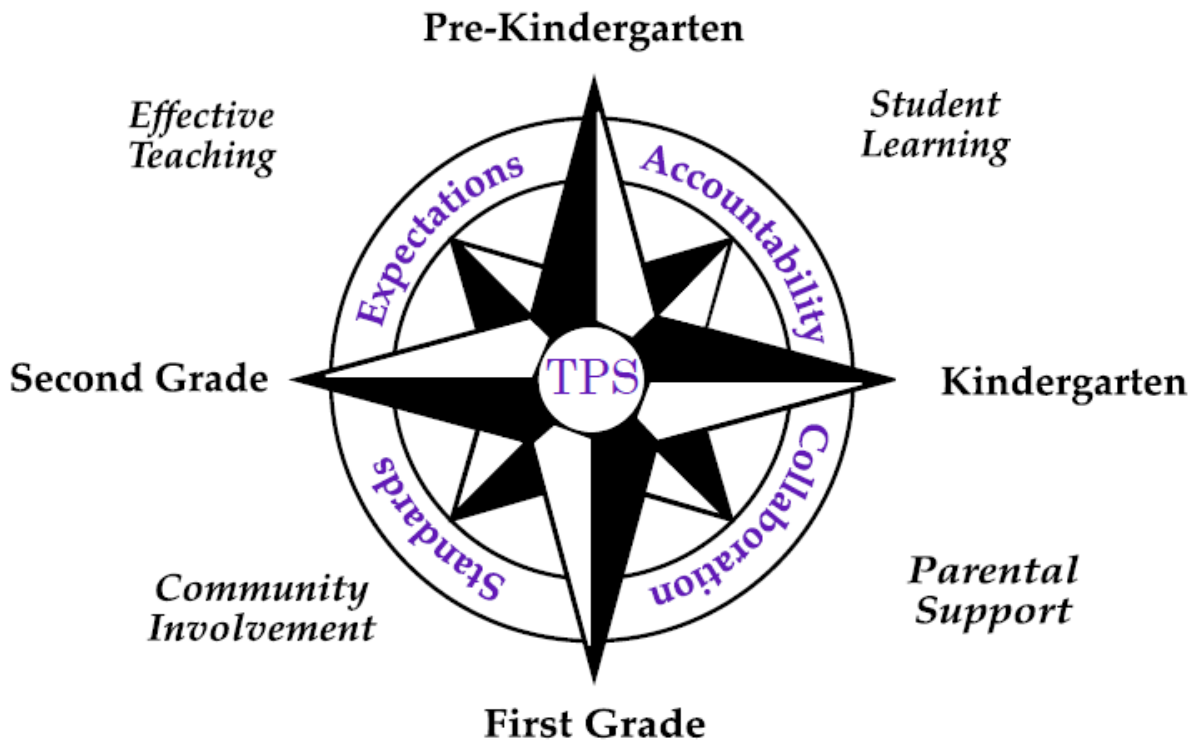 Pre-Kindergarten
Effective
Teaching
Student
Learning
Expectations
Accountability
Second Grade
TPS
Kindergarten
Standards
Collaboration
Community
Involvement
Parental
Support
First Grade